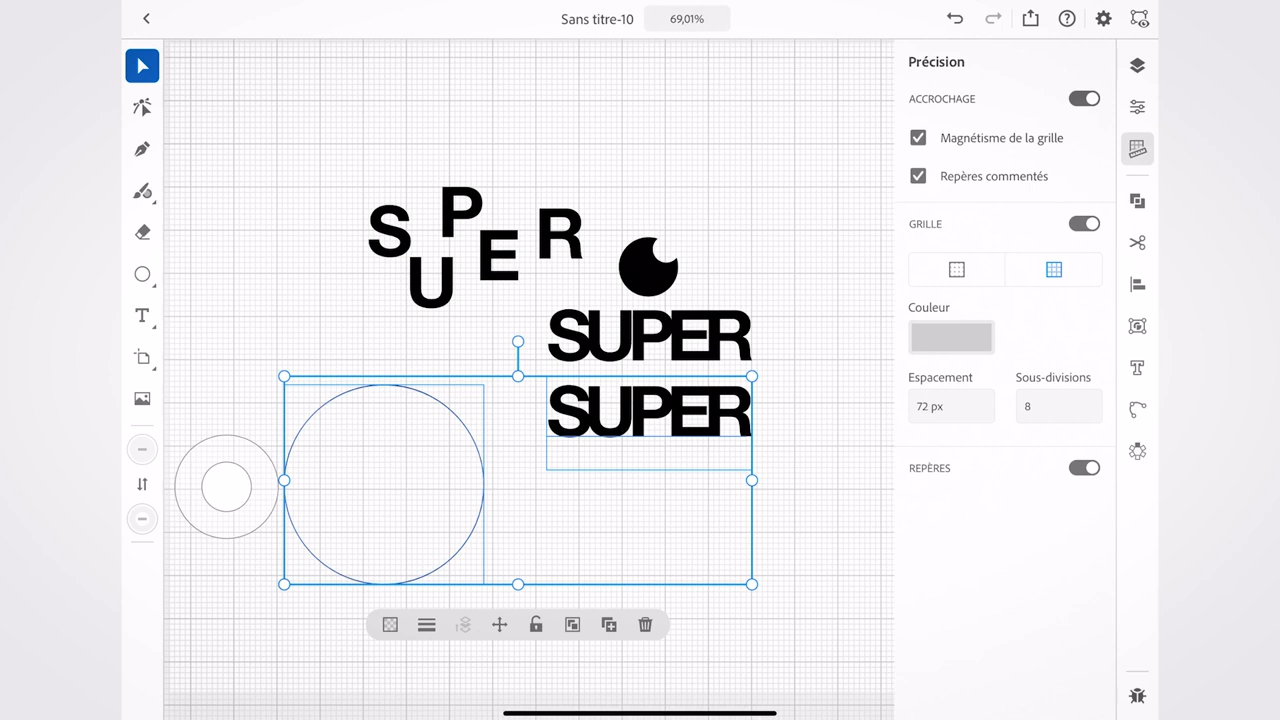 Sans titre-10
69,01%
Précision
ACCROCHAGE
Magnétisme de la grille
Repères commentés
GRILLE
Couleur
Espacement
Sous-divisions
72 px
8
REPÈRES
S U P E R
SUPER
SUPER